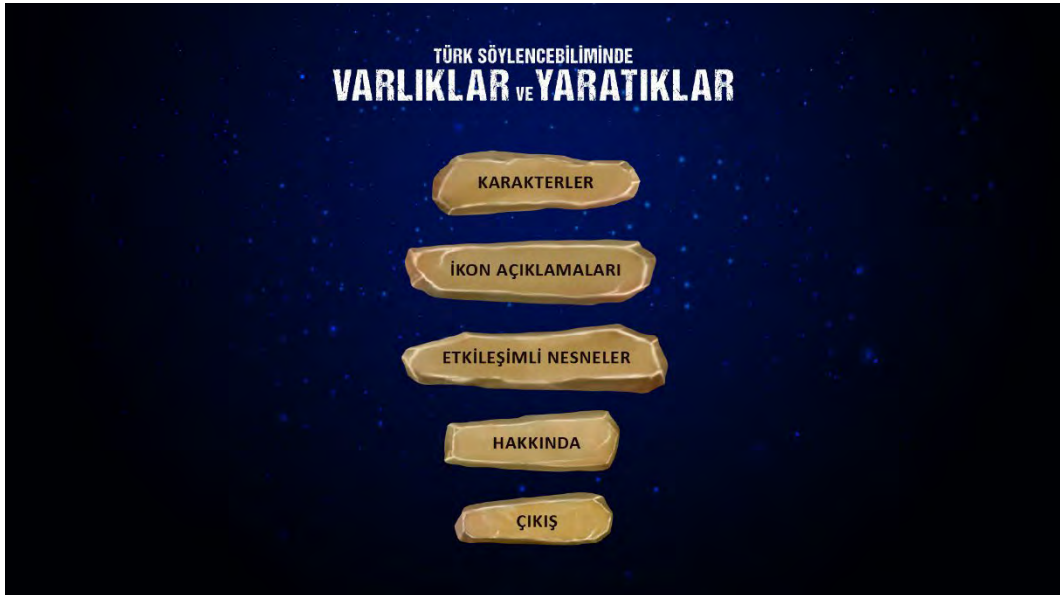 TÜRK SÖYLENCEBİLİMİNDE
VARLIKLAR VE YARATIKLAR
KARAKTERLER
İKON AÇIKLAMALARI
ETKİLEŞİMLİ NESNELER
HAKKINDA
ÇIKIŞ